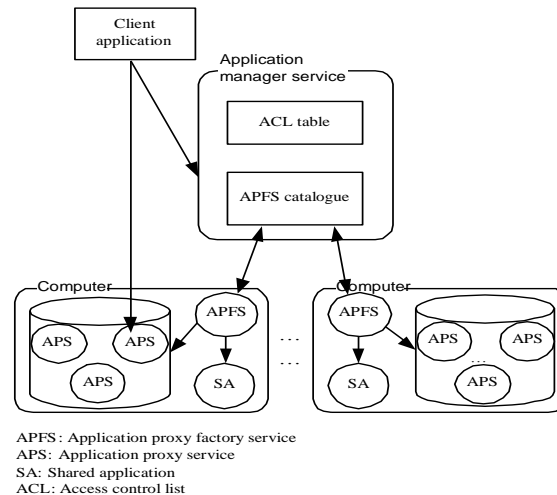 Client
application
Application
manager service
ACL table
APFS catalogue
Computer
APFS
APS
APS
APS
SA
...
...
Computer
APFS
APS
APS
...
APS
SA
APFS: Application proxy factory service
APS: Application proxy service
SA: Shared application
ACL: Access control list